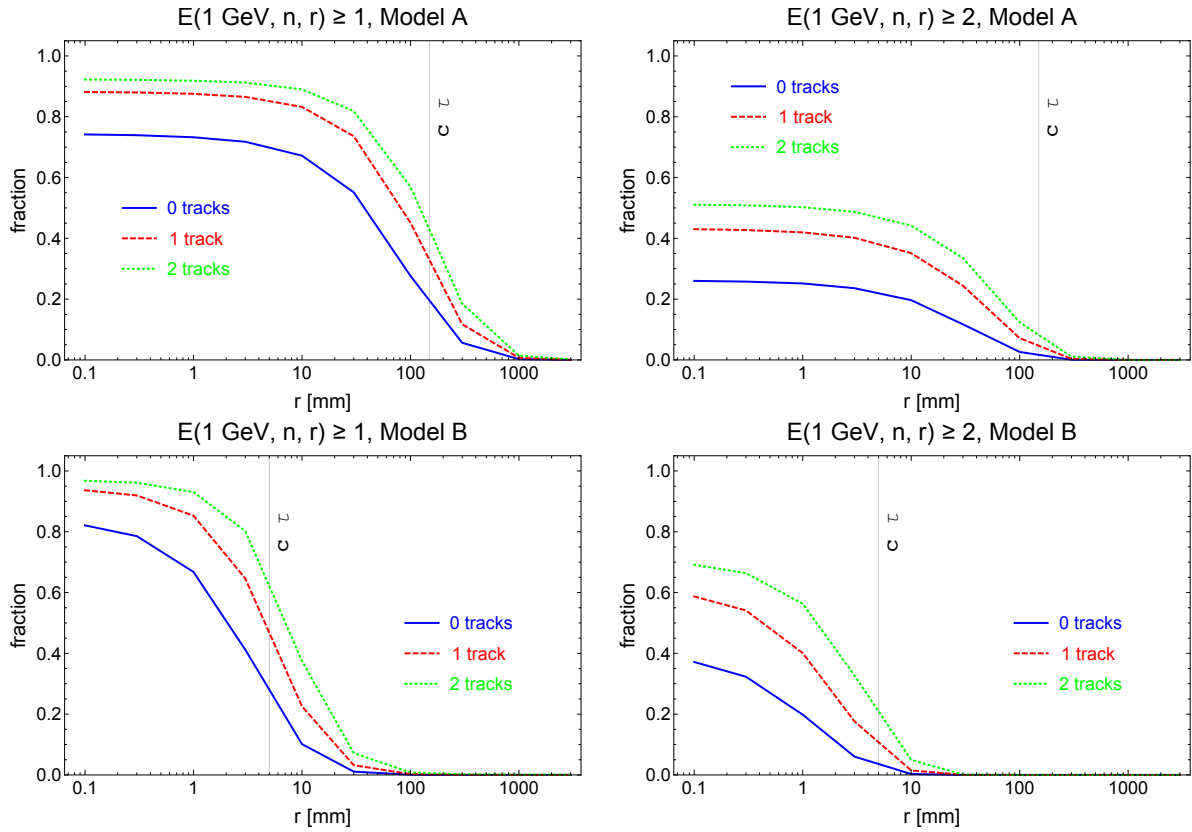 E(1 GeV, n, r) ≥ 1, Model A
1.0
0.8
0.6
0.4
0.2
0.0
fraction
0 tracks
1 track
2 tracks
c τ
0.1 1 10 100 1000
r [mm]
E(1 GeV, n, r) ≥ 2, Model A
1.0
0.8
0.6
0.4
0.2
0.0
fraction
0 tracks
1 track
2 tracks
c τ
0.1 1 10 100 1000
r [mm]
E(1 GeV, n, r) ≥ 1, Model B
1.0
0.8
0.6
0.4
0.2
0.0
fraction
c τ
0 tracks
1 track
2 tracks
0.1 1 10 100 1000
r [mm]
E(1 GeV, n, r) ≥ 2, Model B
1.0
0.8
0.6
0.4
0.2
0.0
fraction
c τ
0 tracks
1 track
2 tracks
0.1 1 10 100 1000
r [mm]